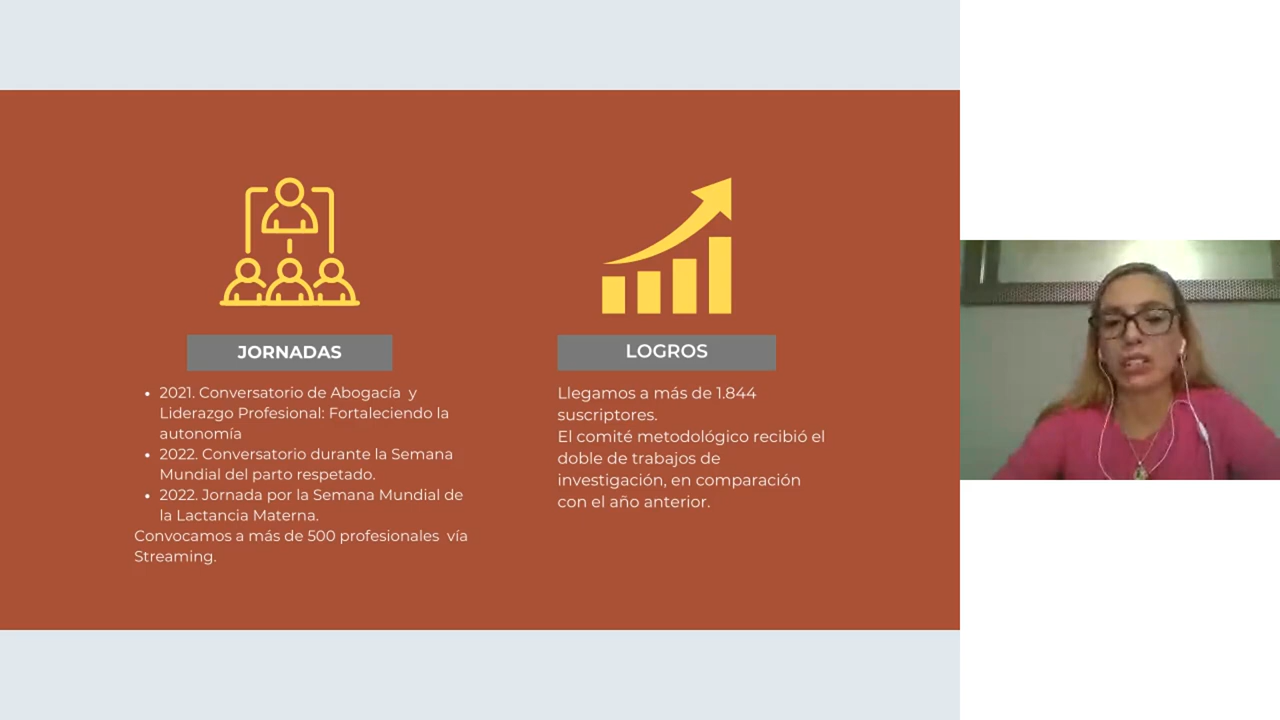 JORNADAS
• 2021. Conversatorio de Abogacía y
Liderazgo Profesional: Fortaleciendo la
autonomía
• 2022. Conversatorio durante la Semana
Mundial del parto respetado.
• 2022. Jornada por la Semana Mundial de
la Lactancia Materna.
Convocamos a más de 500 profesionales vía
Streaming.
LOGROS
Llegamos a más de 1.844
suscriptores.
El comité metodológico recibió el
doble de trabajos de
investigación, en comparación
con el año anterior.